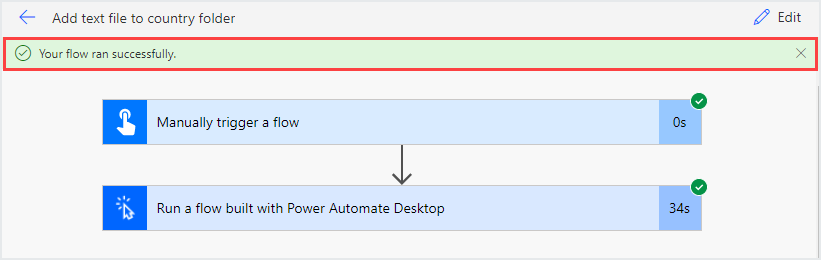 Add text file to country folder
Edit
Your flow ran successfully.
Manually trigger a flow
0s
Run a flow built with Power Automate Desktop
34s